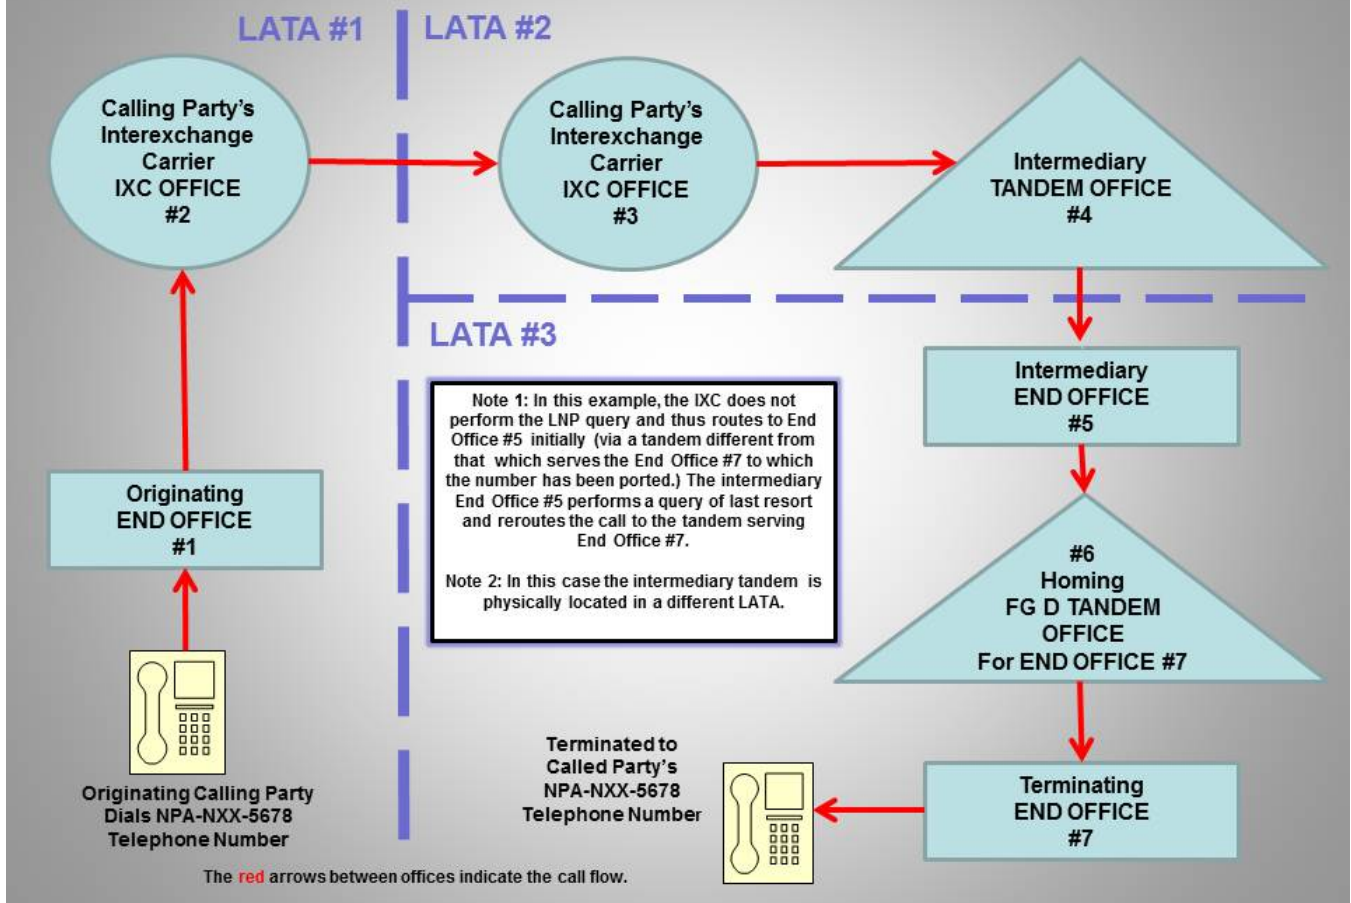 LATA #1
LATA #2
Calling Party's
Interexchange
Carrier
IXC OFFICE
#2
Calling Party's
Interexchange
Carrier
IXC OFFICE
#3
Intermediary
TANDEM OFFICE
#4
LATA #3
Intermediary
END OFFICE
#5
Note 1: In this example, the IXC does not
perform the LNP query and thus routes to End
Office #5 initially (via a tandem different from
that which serves the End Office #7 to which
the number has been ported.) The intermediary
End Office #5 performs a query of last resort
and reroutes the call to the tandem serving
End Office #7.
Note 2: In this case the intermediary tandem is
physically located in a different LATA.
Originating
END OFFICE
#1
#6
Homing
FG D TANDEM
OFFICE
For END OFFICE #7
Originating Calling Party
Dials NPA-NXX-5678
Telephone Number
Terminated to
Called Party's
NPA-NXX-5678
Telephone Number
Terminating
END OFFICE
#7
The red arrows between offices indicate the call flow.